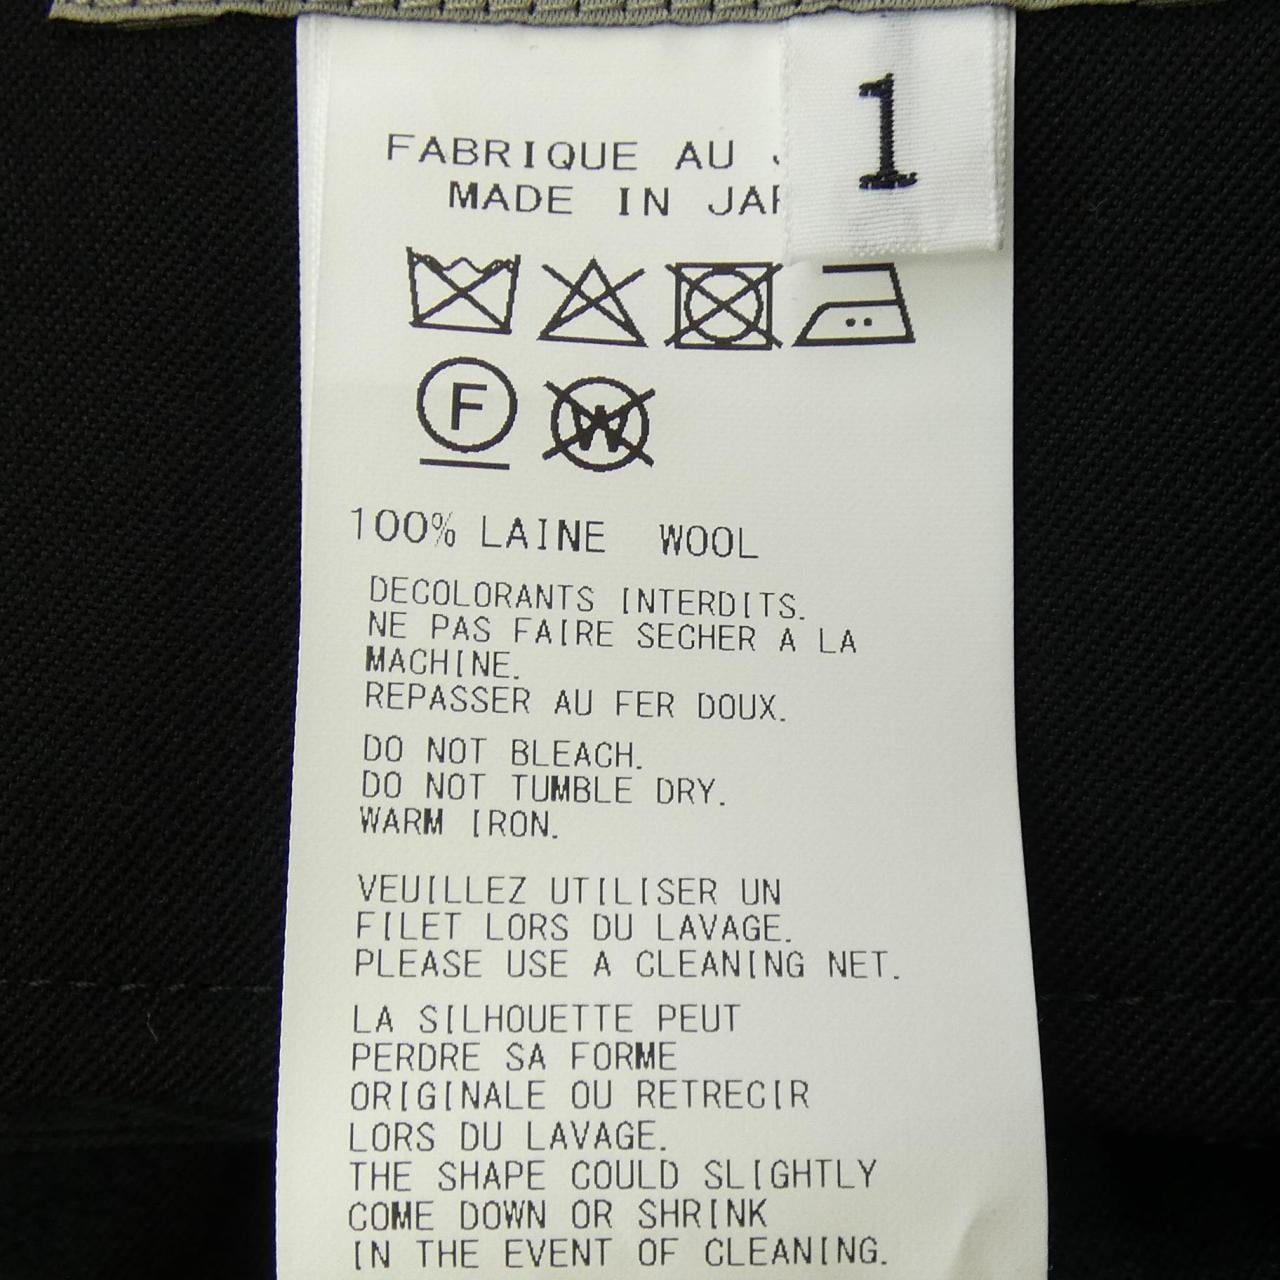 1
FABRIQUE AU
MADE IN
F
W
100% LAINE WOOL
DECOLORANTS INTERDITS.
NE PAS FAIRE SECHER A LA
MACHINE.
REPASSER AU FER DOUX.
DO NOT BLEACH.
DO NOT TUMBLE DRY.
WARM IRON.
VEUILLEZ UTILISER UN
FILET LORS DU LAVAGE.
PLEASE USE A CLEANING NET.
LA SILHOUETTE PEUT
PERDRE SA FORME
ORIGINALE OU RETRECIR
LORS DU LAVAGE.
THE SHAPE COULD SLIGHTLY
COME DOWN OR SHRINK
IN THE EVENT OF CLEANING.